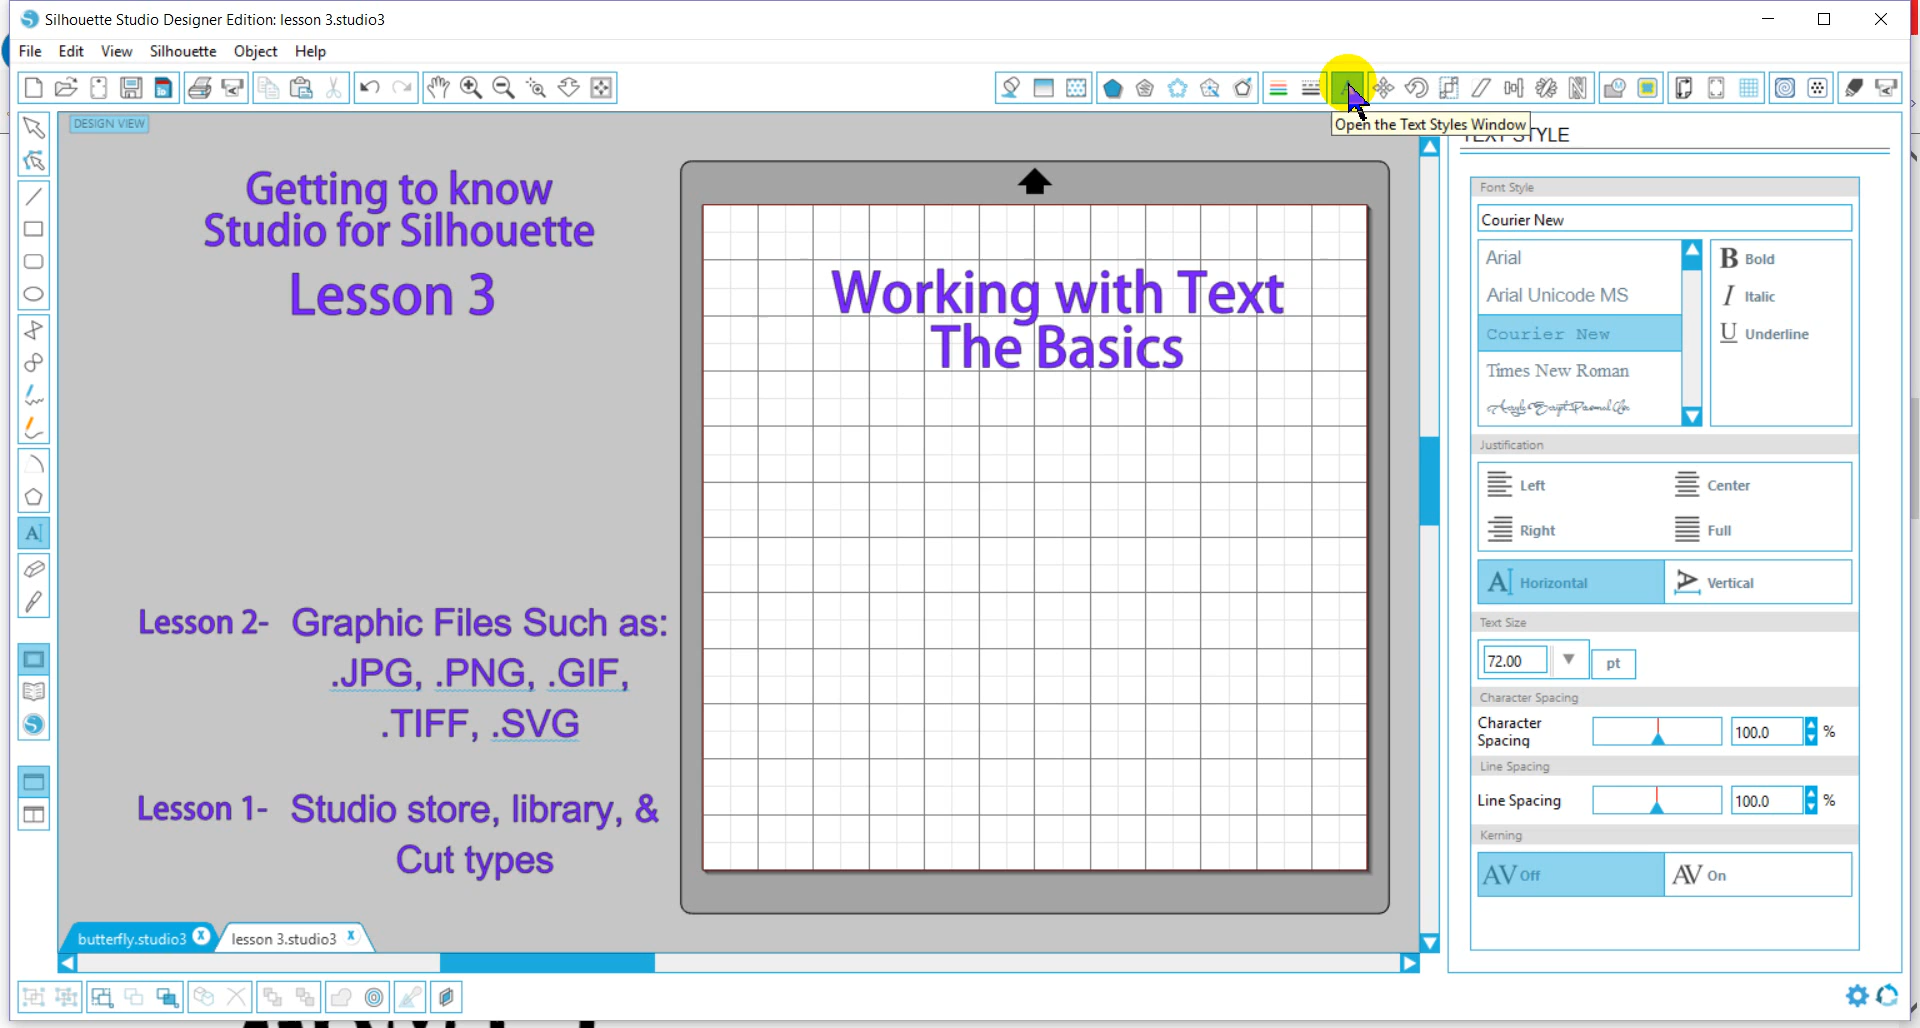 Silhouette Studio Designer Edition: lesson 3.studio3
File Edit View Silhouette Object Help
Open the Text Styles Window
DESIGN VIEW
Getting to know
Studio for Silhouette
Lesson 3
Working with Text
The Basics
Lesson 2- Graphic Files Such as:
.JPG, .PNG, .GIF,
.TIFF, .SVG
Lesson 1- Studio store, library, &
Cut types
butterfly.studio3
lesson 3.studio3
TEXT STYLE
Font Style
Courier New
Arial
Arial Unicode MS
Courier New
Times New Roman
B Bold
I Italic
U Underline
Justification
Left
Center
Right
Full
A Horizontal
A Vertical
Text Size
72.00
pt
Character Spacing
Character
Spacing
100.0 %
Line Spacing
Line Spacing
100.0 %
Kerning
AV Off
AV On